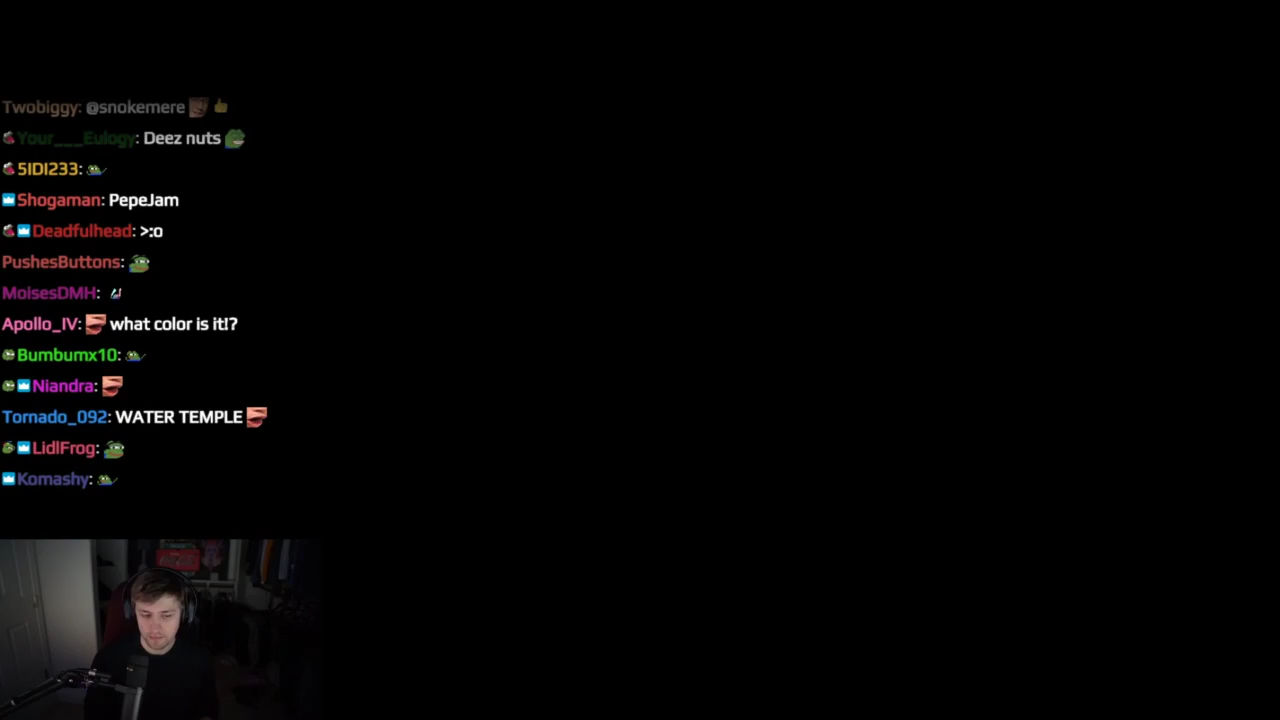 Twobiggy: @snokemere
Your___Eulogy: Deez nuts
5IDI233:
Shogaman: PepeJam
Deadfulhead: >:o
PushesButtons:
MoisesDMH:
Apollo_IV: what color is it!?
Bumbumx10:
Niandra:
Tornado_092: WATER TEMPLE
LidlFrog:
Komashy: